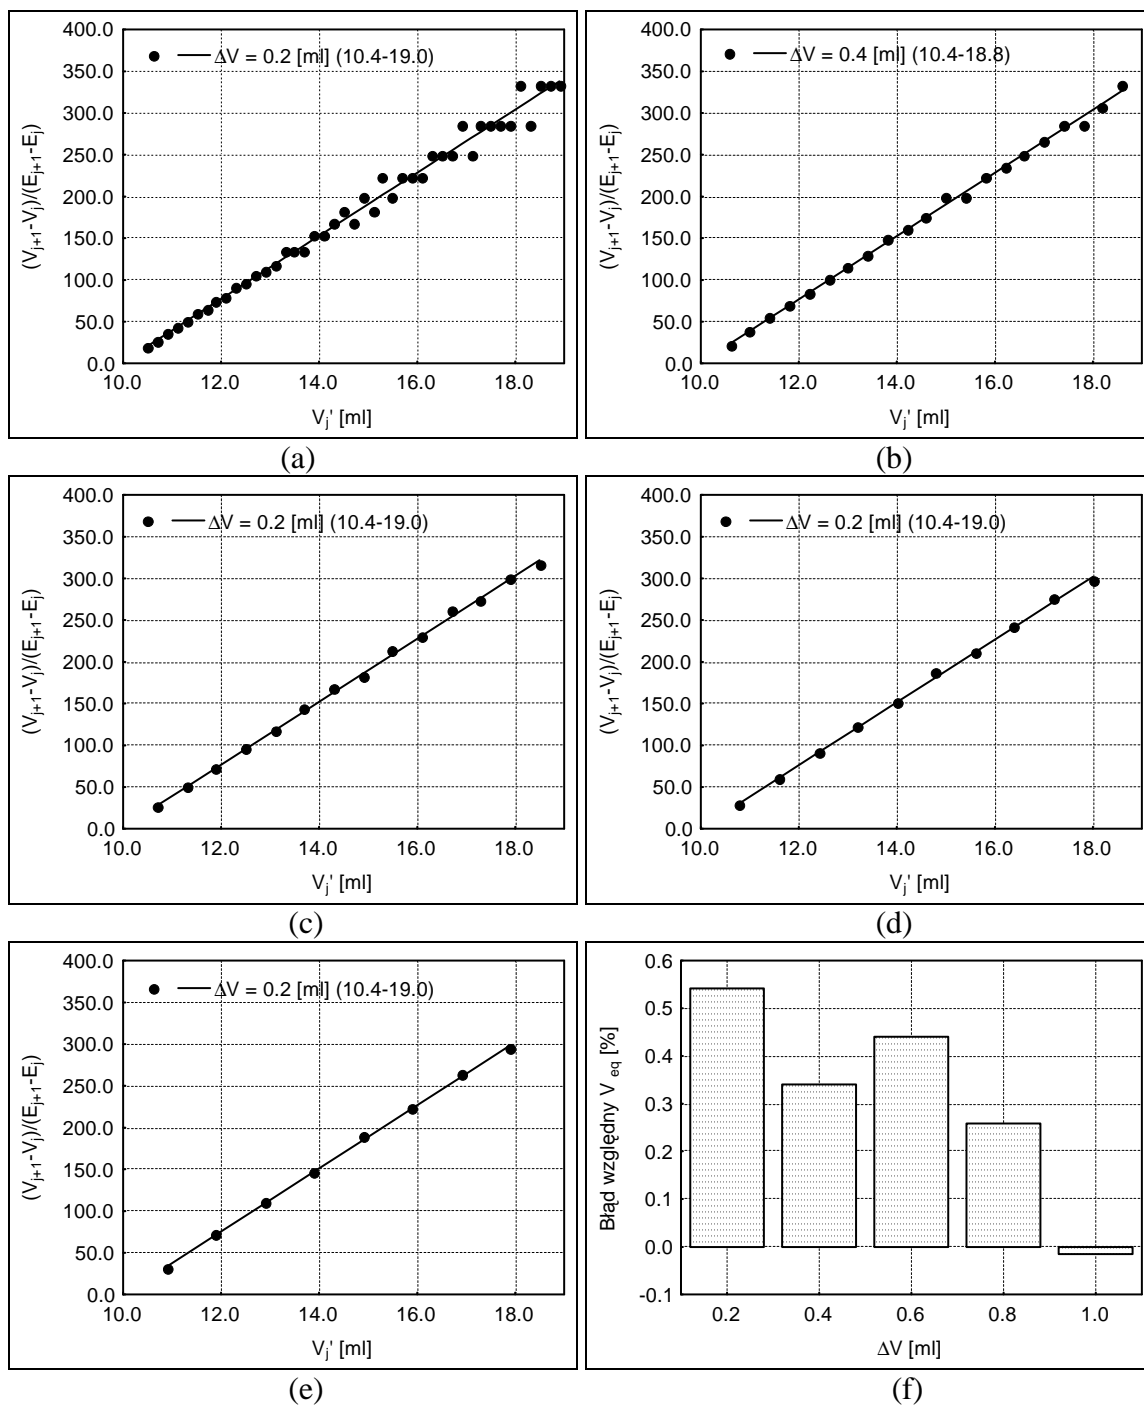 400.0
350.0
300.0
250.0
200.0
150.0
100.0
50.0
0.0
(Vj+1-Vj)/(Ej+1-Ej)
ΔV = 0.2 [ml] (10.4-19.0)
10.0 12.0 14.0 16.0 18.0
Vj' [ml]
(a)
400.0
350.0
300.0
250.0
200.0
150.0
100.0
50.0
0.0
(Vj+1-Vj)/(Ej+1-Ej)
ΔV = 0.4 [ml] (10.4-18.8)
10.0 12.0 14.0 16.0 18.0
Vj' [ml]
(b)
400.0
350.0
300.0
250.0
200.0
150.0
100.0
50.0
0.0
(Vj+1-Vj)/(Ej+1-Ej)
ΔV = 0.2 [ml] (10.4-19.0)
10.0 12.0 14.0 16.0 18.0
Vj' [ml]
(c)
400.0
350.0
300.0
250.0
200.0
150.0
100.0
50.0
0.0
(Vj+1-Vj)/(Ej+1-Ej)
ΔV = 0.2 [ml] (10.4-19.0)
10.0 12.0 14.0 16.0 18.0
Vj' [ml]
(d)
400.0
350.0
300.0
250.0
200.0
150.0
100.0
50.0
0.0
(Vj+1-Vj)/(Ej+1-Ej)
ΔV = 0.2 [ml] (10.4-19.0)
10.0 12.0 14.0 16.0 18.0
Vj' [ml]
(e)
0.6
0.5
0.4
0.3
0.2
0.1
0.0
-0.1
Błąd względny V eq [%]
0.2 0.4 0.6 0.8 1.0
ΔV [ml]
(f)